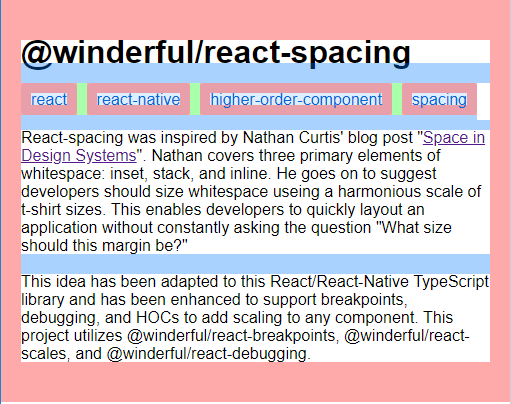 @winderful/react-spacing
react react-native higher-order-component spacing
React-spacing was inspired by Nathan Curtis' blog post "Space in
Design Systems". Nathan covers three primary elements of
whitespace: inset, stack, and inline. He goes on to suggest
developers should size whitespace useing a harmonious scale of
t-shirt sizes. This enables developers to quickly layout an
application without constantly asking the question "What size
should this margin be?"
This idea has been adapted to this React/React-Native TypeScript
library and has been enhanced to support breakpoints,
debugging, and HOCs to add scaling to any component. This
project utilizes @winderful/react-breakpoints, @winderful/react-
scales, and @winderful/react-debugging.